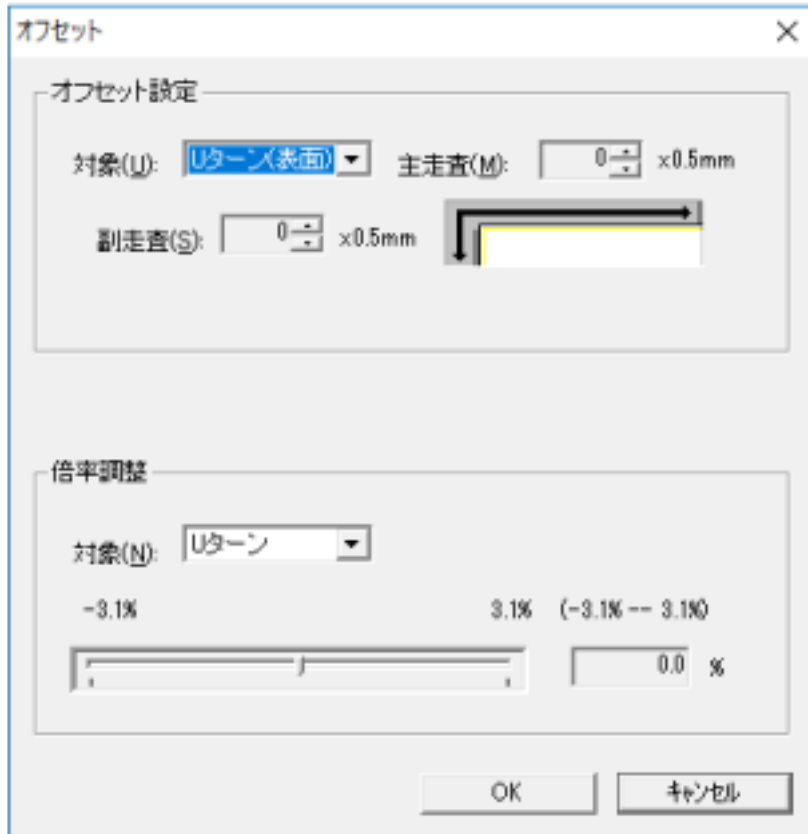 オフセット
オフセット設定
対象(U): Uターン(表面) 主走査(M): 0 x0.5mm
副走査(S): 0 x0.5mm
倍率調整
対象(N): Uターン
-3.1% 3.1% (-3.1% -- 3.1%)
0.0 %
OK キャンセル